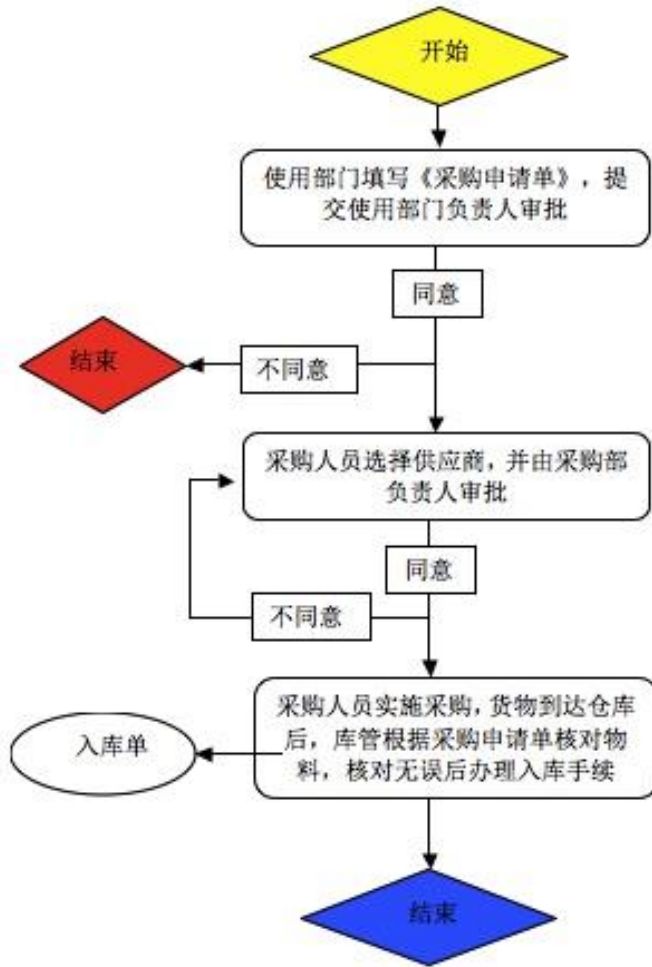 开始
使用部门填写《采购申请单》，提
交使用部门负责人审批
同意
结束
不同意
采购人员选择供应商，并由采购部
负责人审批
同意
不同意
采购人员实施采购，货物到达仓库
后，库管根据采购申请单核对物
料，核对无误后办理入库手续
入库单
结束